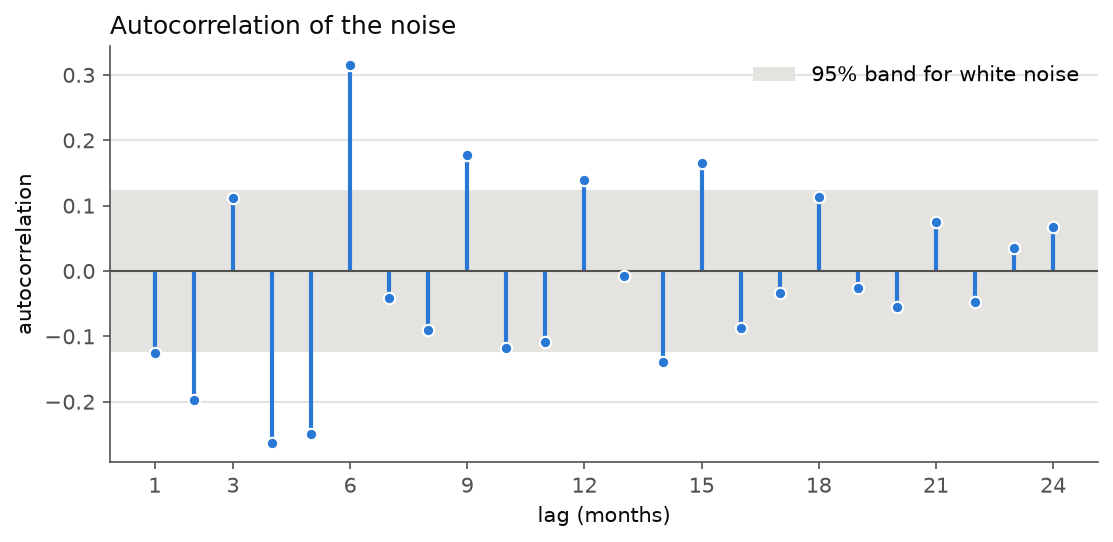 Autocorrelation of the noise
95% band for white noise
autocorrelation
0.3
0.2
0.1
0.0
−0.1
−0.2
1 3 6 9 12 15 18 21 24
lag (months)